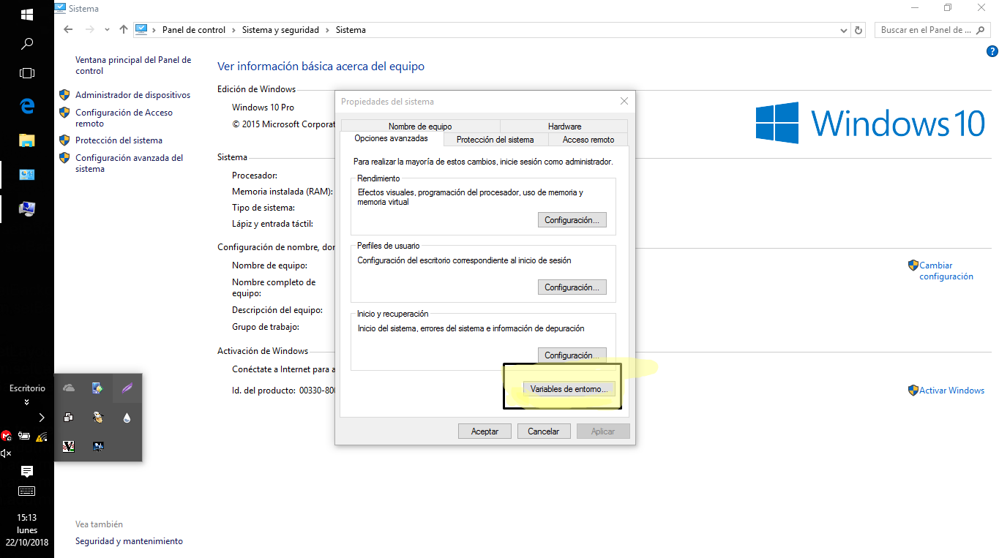 Sistema
Panel de control
Sistema y seguridad
Sistema
Buscar en el Panel de ...
Ventana principal del Panel de
control
Administrador de dispositivos
Configuración de Acceso
remoto
Protección del sistema
Configuración avanzada del
sistema
Vea también
Seguridad y mantenimiento
Ver información básica acerca del equipo
Edición de Windows
Windows 10 Pro
© 2015 Microsoft Corporat
Windows 10
Sistema
Procesador:
Memoria instalada (RAM):
Tipo de sistema:
Lápiz y entrada táctil:
Configuración de nombre, dor
Nombre de equipo:
Nombre completo de
equipo:
Descripción del equipo:
Grupo de trabajo:
Cambiar
configuración
Activación de Windows
Conéctate a Internet para a
Id. del producto: 00330-800
Activar Windows
Propiedades del sistema
Nombre de equipo
Hardware
Opciones avanzadas
Protección del sistema
Acceso remoto
Para realizar la mayoría de estos cambios, inicie sesión como administrador.
Rendimiento
Efectos visuales, programación del procesador, uso de memoria y
memoria virtual
Configuración...
Perfiles de usuario
Configuración del escritorio correspondiente al inicio de sesión
Configuración...
Inicio y recuperación
Inicio del sistema, errores del sistema e información de depuración
Configuración...
Variables de entorno...
Aceptar
Cancelar
Aplicar
Escritorio
15:13
lunes
22/10/2018